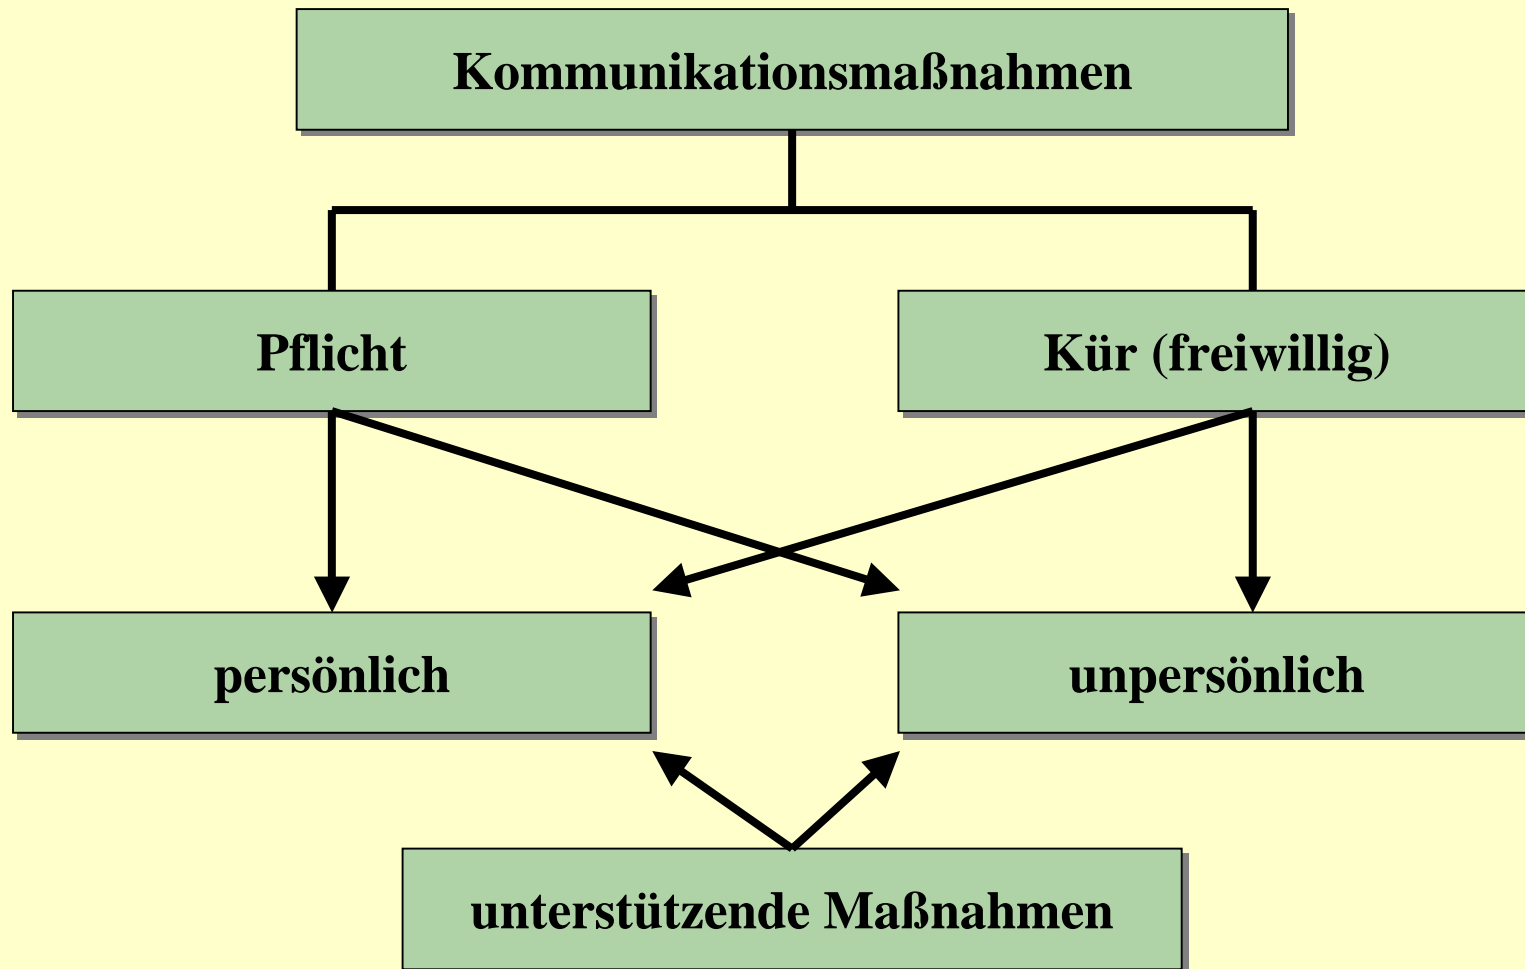 Kommunikationsmaßnahmen
Pflicht
Kür (freiwillig)
persönlich
unpersönlich
unterstützende Maßnahmen